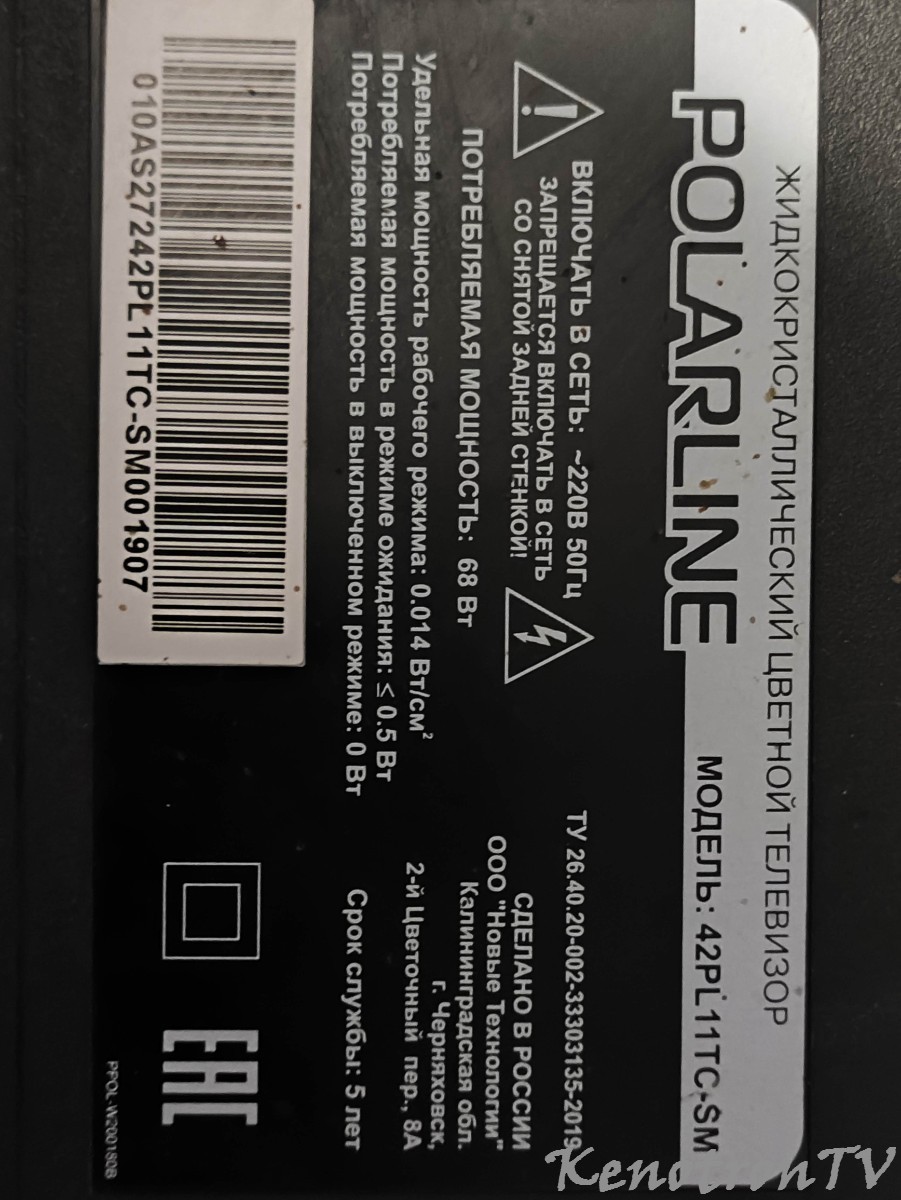 ЖИДКОКРИСТАЛЛИЧЕСКИЙ ЦВЕТНОЙ ТЕЛЕВИЗОР
POLARLINE
МОДЕЛЬ: 42PL11TC-SM
ВКЛЮЧАТЬ В СЕТЬ: ~220В 50Гц
ЗАПРЕЩАЕТСЯ ВКЛЮЧАТЬ В СЕТЬ
СО СНЯТОЙ ЗАДНЕЙ СТЕНКОЙ!
ПОТРЕБЛЯЕМАЯ МОЩНОСТЬ: 68 Вт
Удельная мощность рабочего режима: 0.014 Вт/см²
Потребляемая мощность в режиме ожидания: ≤ 0.5 Вт
Потребляемая мощность в выключенном режиме: 0 Вт
ТУ 26.40.20-002-33303135-2019
СДЕЛАНО В РОССИИ
ООО "Новые Технологии"
Калининградская обл.
г. Черняховск,
2-й Цветочный пер., 8А
Срок службы: 5 лет
010AS27242PL11TC-SM001907
EAC
PPOL-W200180B